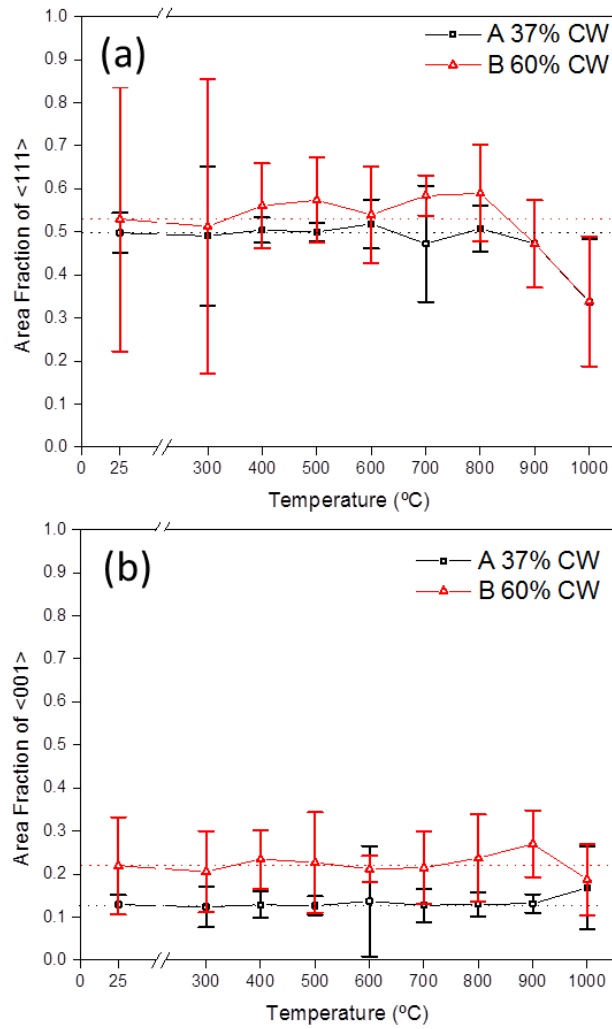 (a)
A 37% CW
B 60% CW
Area Fraction of <111>
1.0
0.9
0.8
0.7
0.6
0.5
0.4
0.3
0.2
0.1
0.0
0 25 300 400 500 600 700 800 900 1000
Temperature (ºC)
(b)
A 37% CW
B 60% CW
Area Fraction of <001>
1.0
0.9
0.8
0.7
0.6
0.5
0.4
0.3
0.2
0.1
0.0
0 25 300 400 500 600 700 800 900 1000
Temperature (ºC)